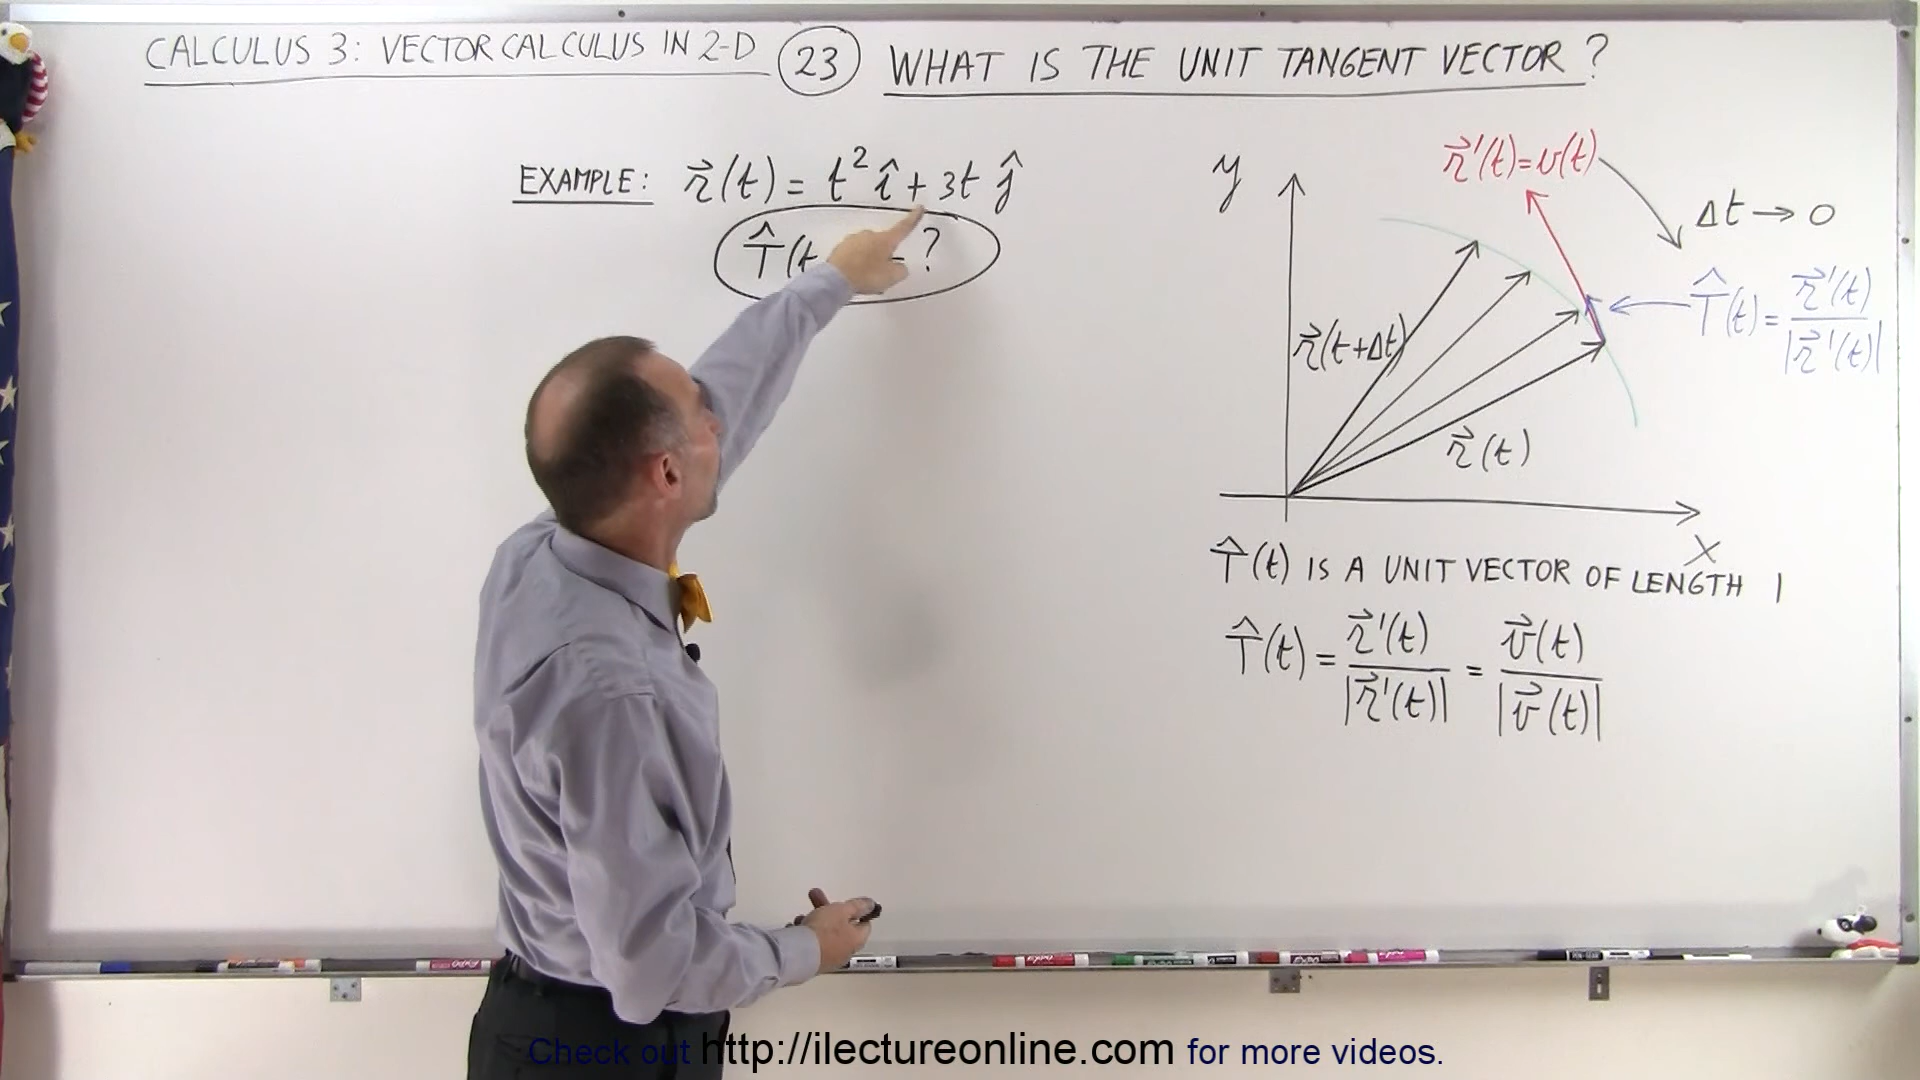 CALCULUS 3: VECTOR CALCULUS IN 2-D 23 WHAT IS THE UNIT TANGENT VECTOR?
EXAMPLE: r⃗(t) = t² î + 3t ĵ
T̂(t = ?
y
r⃗'(t)=v(t)
Δt → 0
T̂(t) = r⃗'(t) / |r⃗'(t)|
r⃗(t+Δt)
r⃗(t)
X
T̂(t) IS A UNIT VECTOR OF LENGTH 1
T̂(t) = r⃗'(t) / |r⃗'(t)| = v⃗(t) / |v⃗(t)|
Check out http://ilectureonline.com for more videos.